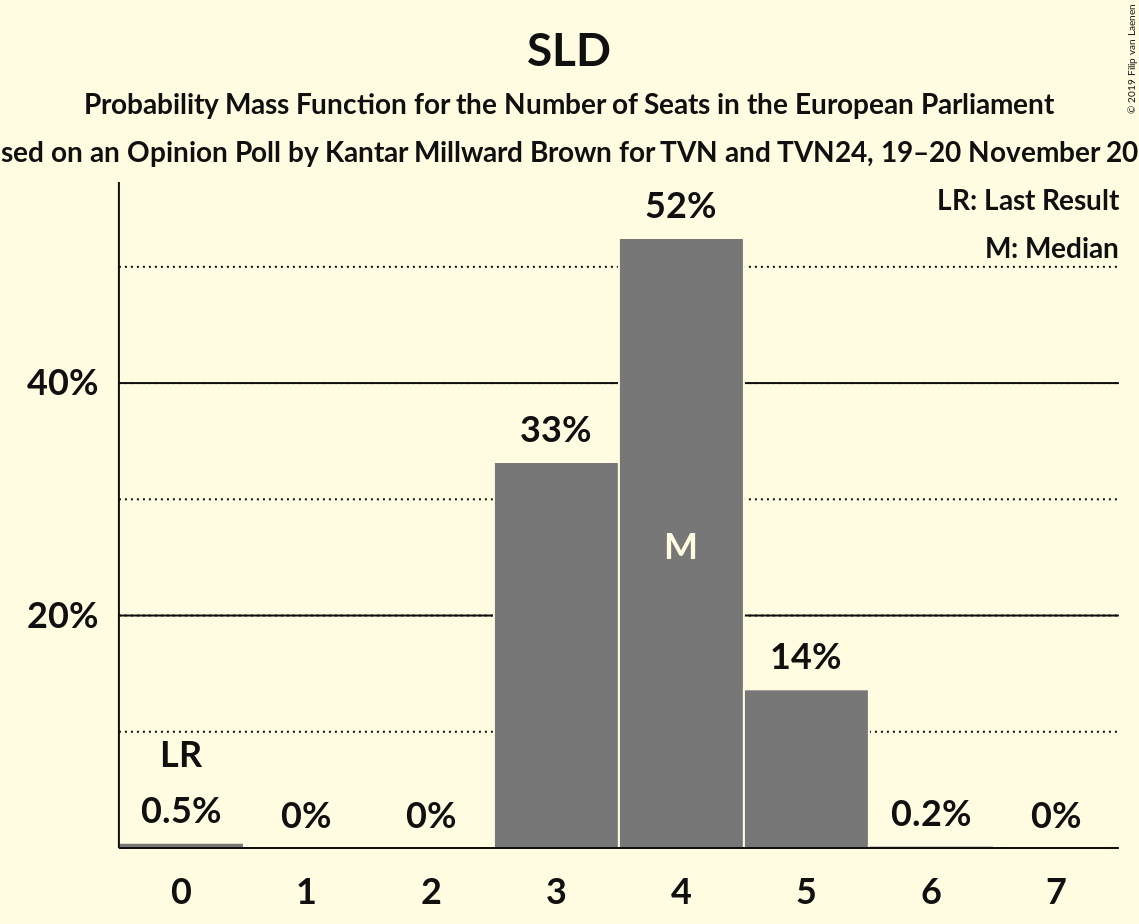 SLD
Probability Mass Function for the Number of Seats in the European Parliament
sed on an Opinion Poll by Kantar Millward Brown for TVN and TVN24, 19–20 November 20
© 2019 Filip van Laenen
LR: Last Result
M: Median
52%
40%
33%
M
20%
14%
LR
0.5%
0%
0%
0.2%
0%
0 1 2 3 4 5 6 7